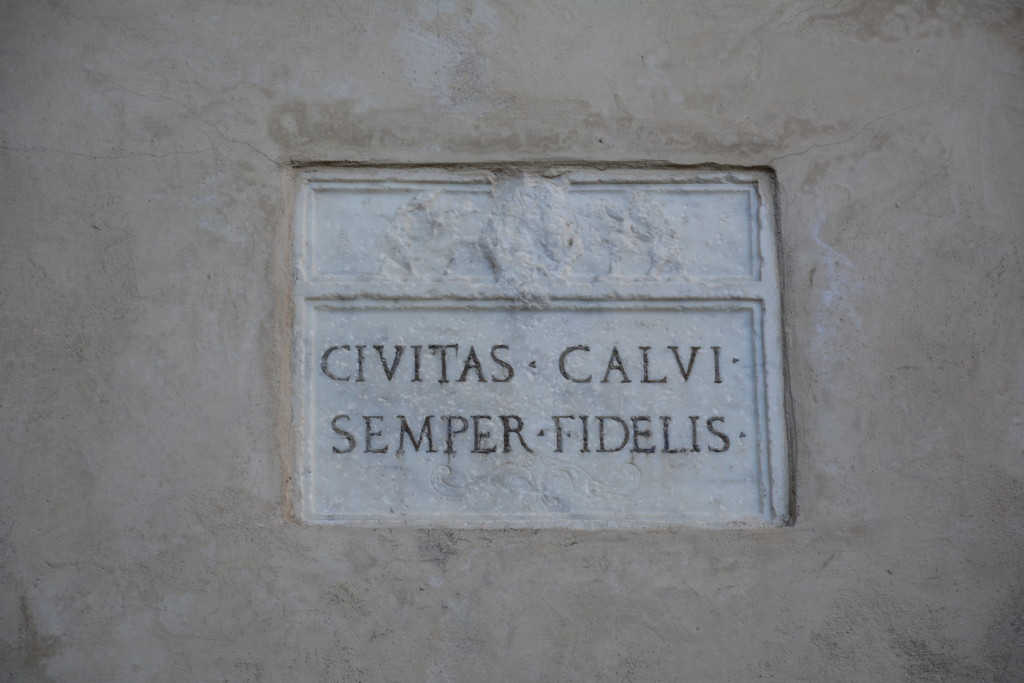 CIVITAS · CALVI ·
SEMPER · FIDELIS ·